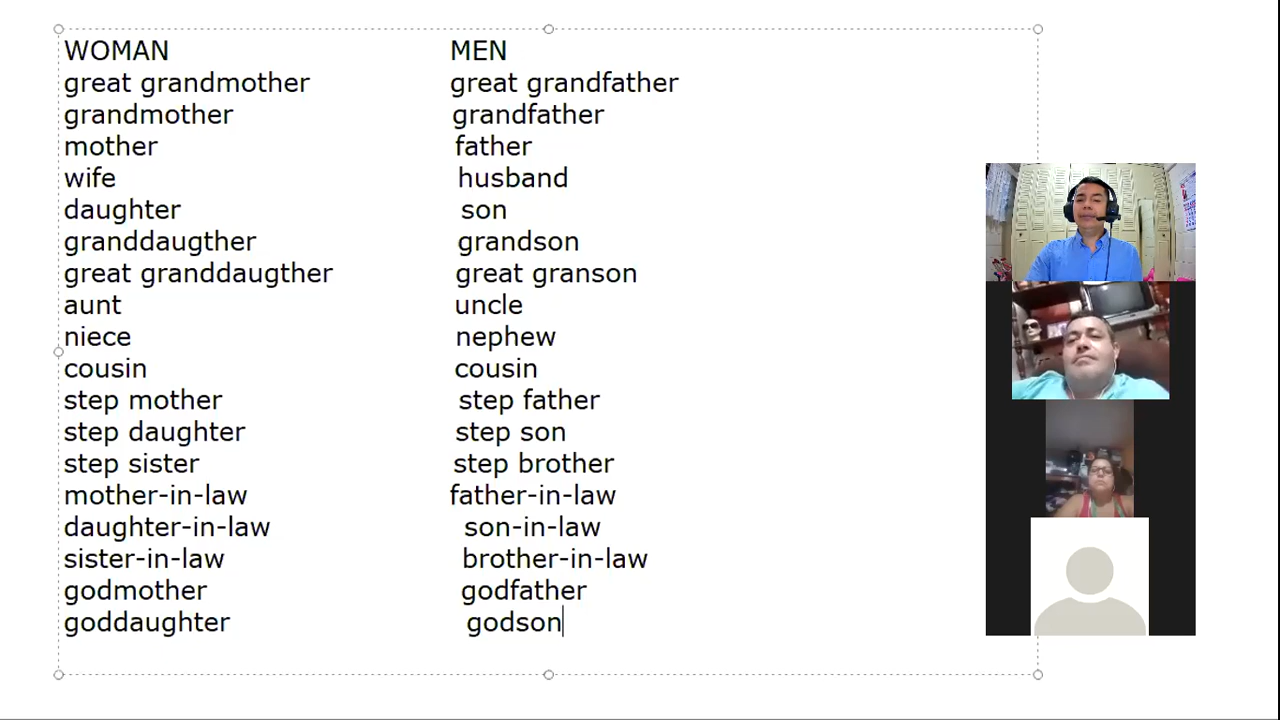 WOMAN MEN
great grandmother great grandfather
grandmother grandfather
mother father
wife husband
daughter son
granddaugther grandson
great granddaugther great granson
aunt uncle
niece nephew
cousin cousin
step mother step father
step daughter step son
step sister step brother
mother-in-law father-in-law
daughter-in-law son-in-law
sister-in-law brother-in-law
godmother godfather
goddaughter godson